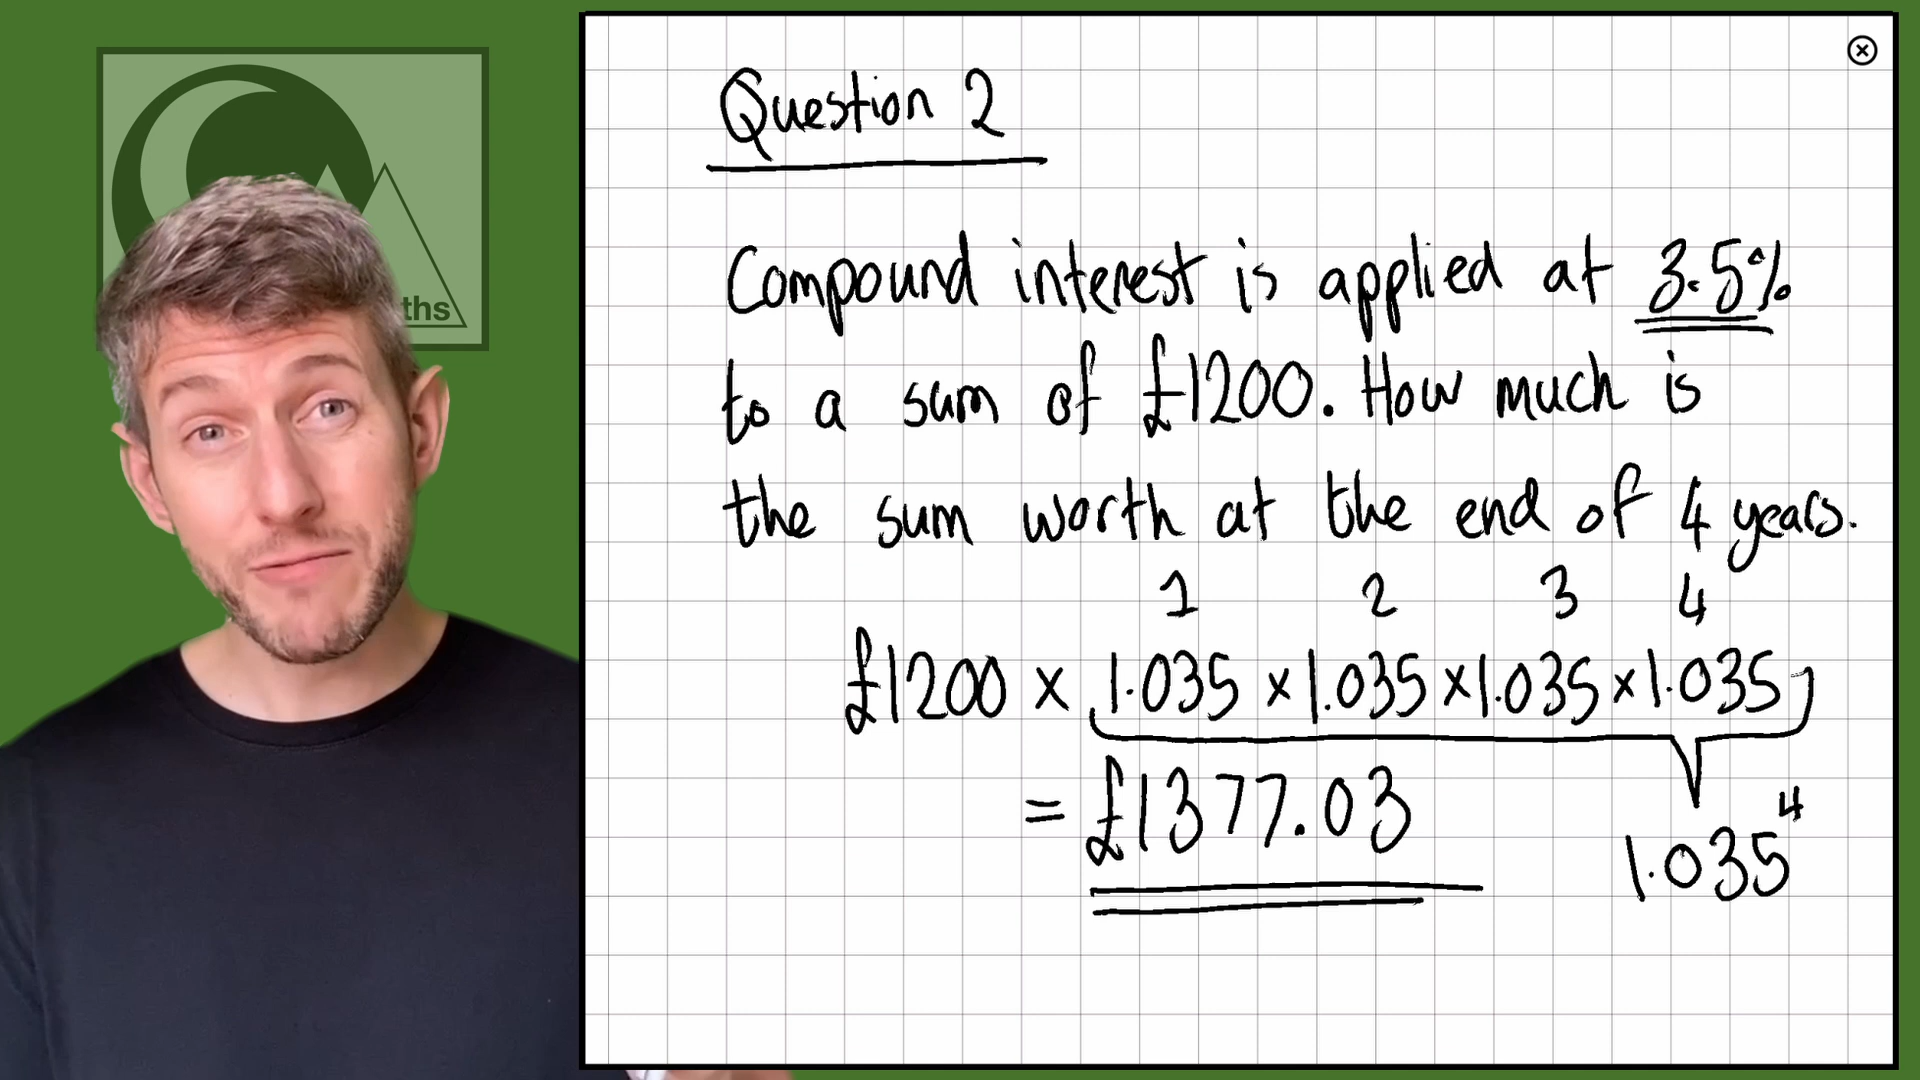 ths
Question 2
Compound interest is applied at 3.5%
to a sum of £1200. How much is
the sum worth at the end of 4 years.
1 2 3 4
£1200 × 1.035 × 1.035 × 1.035 × 1.035
= £1377.03
1.035⁴